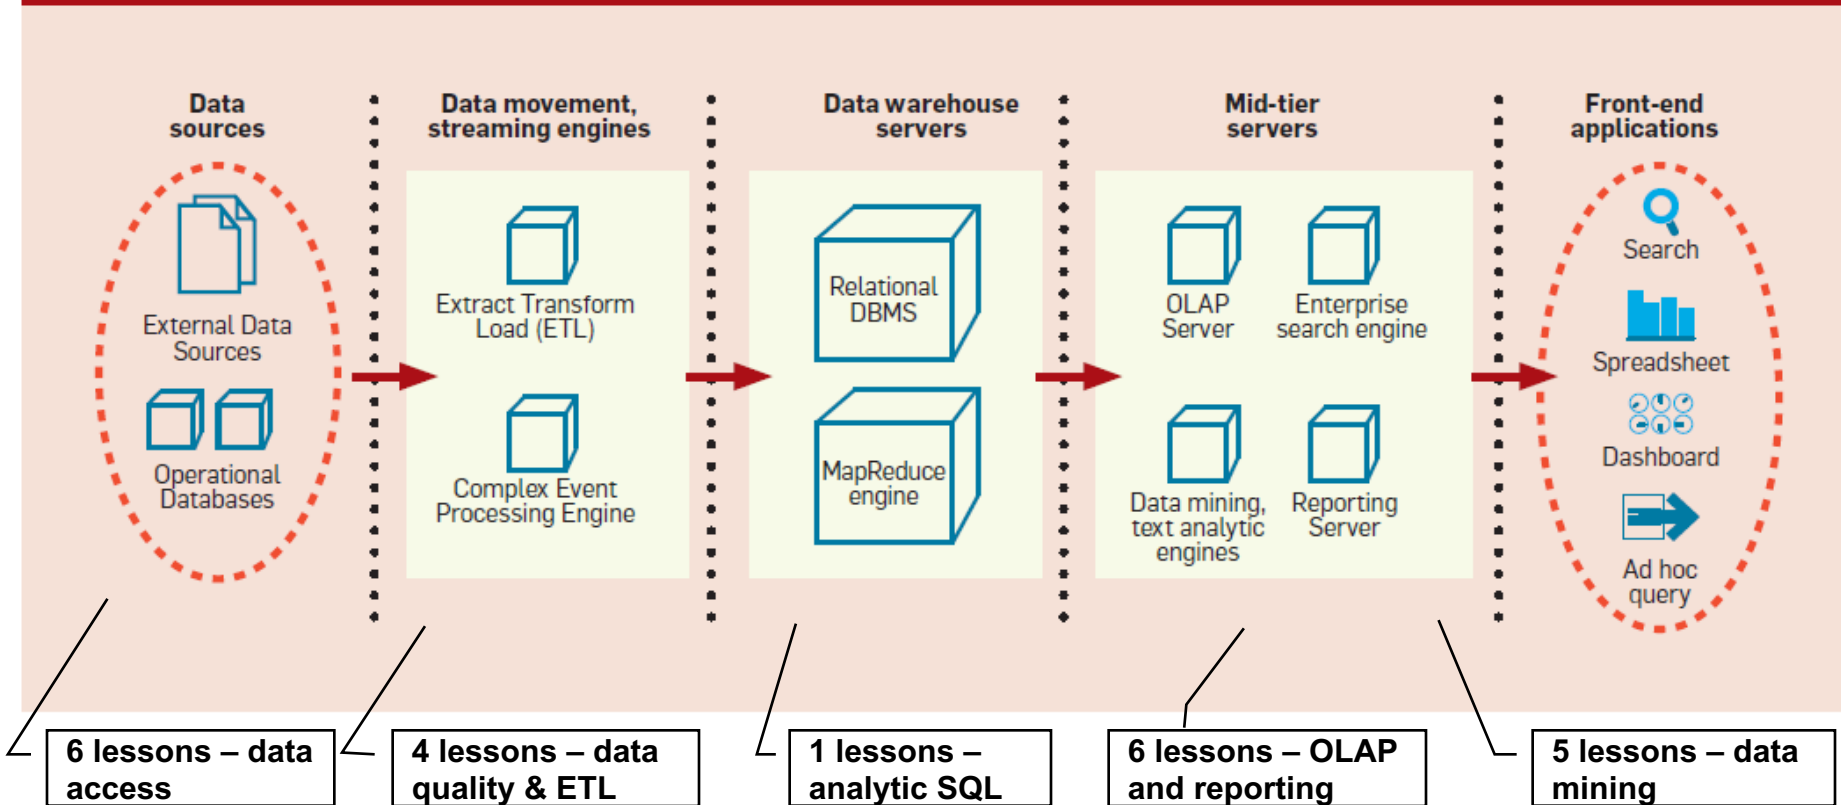 Data
sources
Data movement,
streaming engines
Data warehouse
servers
Mid-tier
servers
Front-end
applications
External Data
Sources
Operational
Databases
Extract Transform
Load (ETL)
Complex Event
Processing Engine
Relational
DBMS
MapReduce
engine
OLAP
Server
Enterprise
search engine
Data mining,
text analytic
engines
Reporting
Server
Search
Spreadsheet
Dashboard
Ad hoc
query
6 lessons – data
access
4 lessons – data
quality & ETL
1 lessons –
analytic SQL
6 lessons – OLAP
and reporting
5 lessons – data
mining